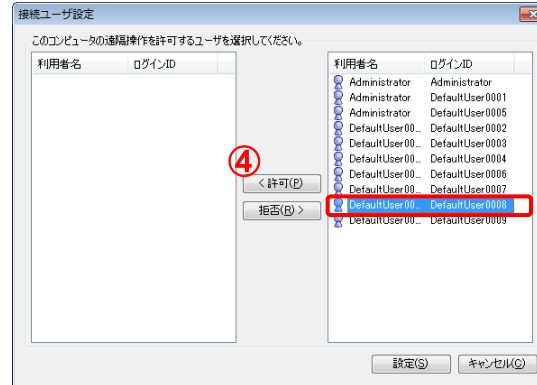 接続ユーザ設定
このコンピュータの遠隔操作を許可するユーザを選択してください。
利用者名 ログインID
④
< 許可(P)
拒否(R) >
利用者名 ログインID
Administrator Administrator
Administrator DefaultUser0001
Administrator DefaultUser0005
DefaultUser00... DefaultUser0002
DefaultUser00... DefaultUser0003
DefaultUser00... DefaultUser0004
DefaultUser00... DefaultUser0006
DefaultUser00... DefaultUser0007
DefaultUser00... DefaultUser0008
DefaultUser00... DefaultUser0009
設定(S) キャンセル(C)